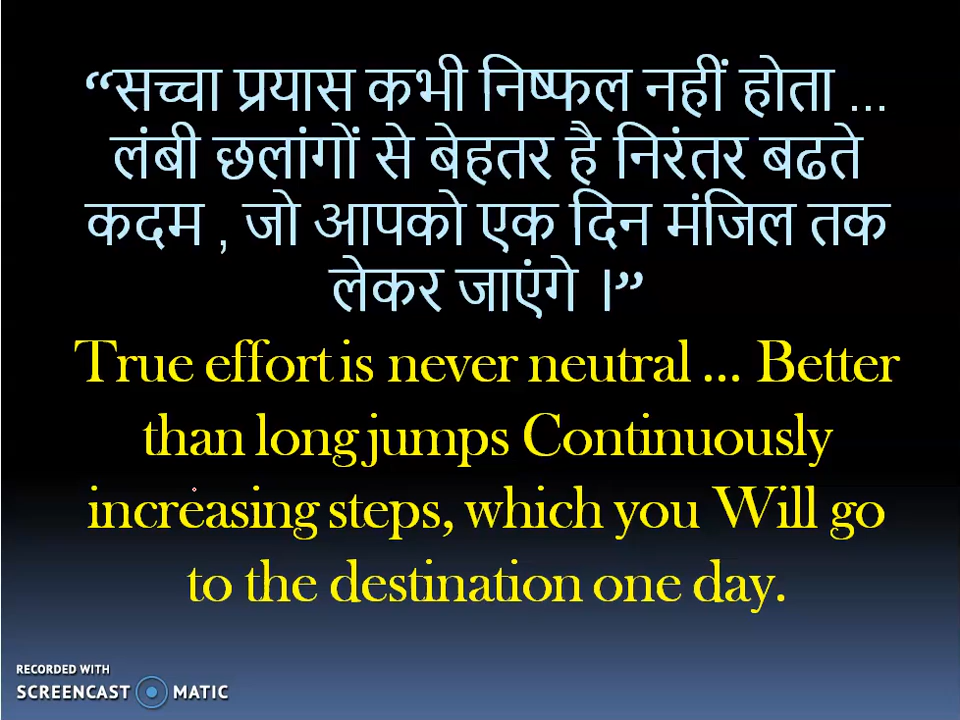 “सच्चा प्रयास कभी निष्फल नहीं होता ...
लंबी छलांगों से बेहतर है निरंतर बढते
कदम , जो आपको एक दिन मंजिल तक
लेकर जाएंगे ।”
True effort is never neutral ... Better
than long jumps Continuously
increasing steps, which you Will go
to the destination one day.
RECORDED WITH
SCREENCAST MATIC